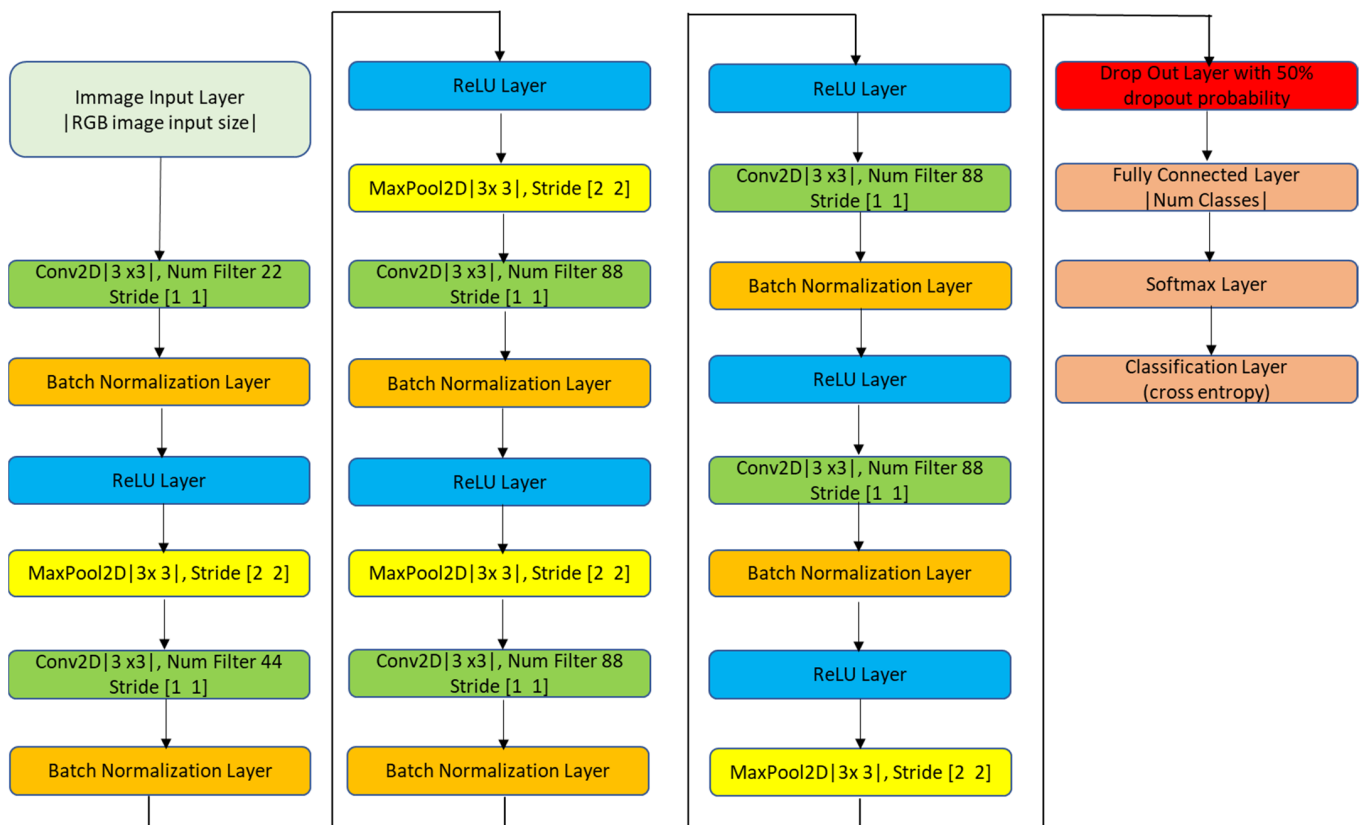 Immage Input Layer
|RGB image input size|
Conv2D|3 x3|, Num Filter 22
Stride [1 1]
Batch Normalization Layer
ReLU Layer
MaxPool2D|3x 3|, Stride [2 2]
Conv2D|3 x3|, Num Filter 44
Stride [1 1]
Batch Normalization Layer
ReLU Layer
MaxPool2D|3x 3|, Stride [2 2]
Conv2D|3 x3|, Num Filter 88
Stride [1 1]
Batch Normalization Layer
ReLU Layer
MaxPool2D|3x 3|, Stride [2 2]
Conv2D|3 x3|, Num Filter 88
Stride [1 1]
Batch Normalization Layer
ReLU Layer
Conv2D|3 x3|, Num Filter 88
Stride [1 1]
Batch Normalization Layer
ReLU Layer
Conv2D|3 x3|, Num Filter 88
Stride [1 1]
Batch Normalization Layer
ReLU Layer
MaxPool2D|3x 3|, Stride [2 2]
Drop Out Layer with 50%
dropout probability
Fully Connected Layer
|Num Classes|
Softmax Layer
Classification Layer
(cross entropy)